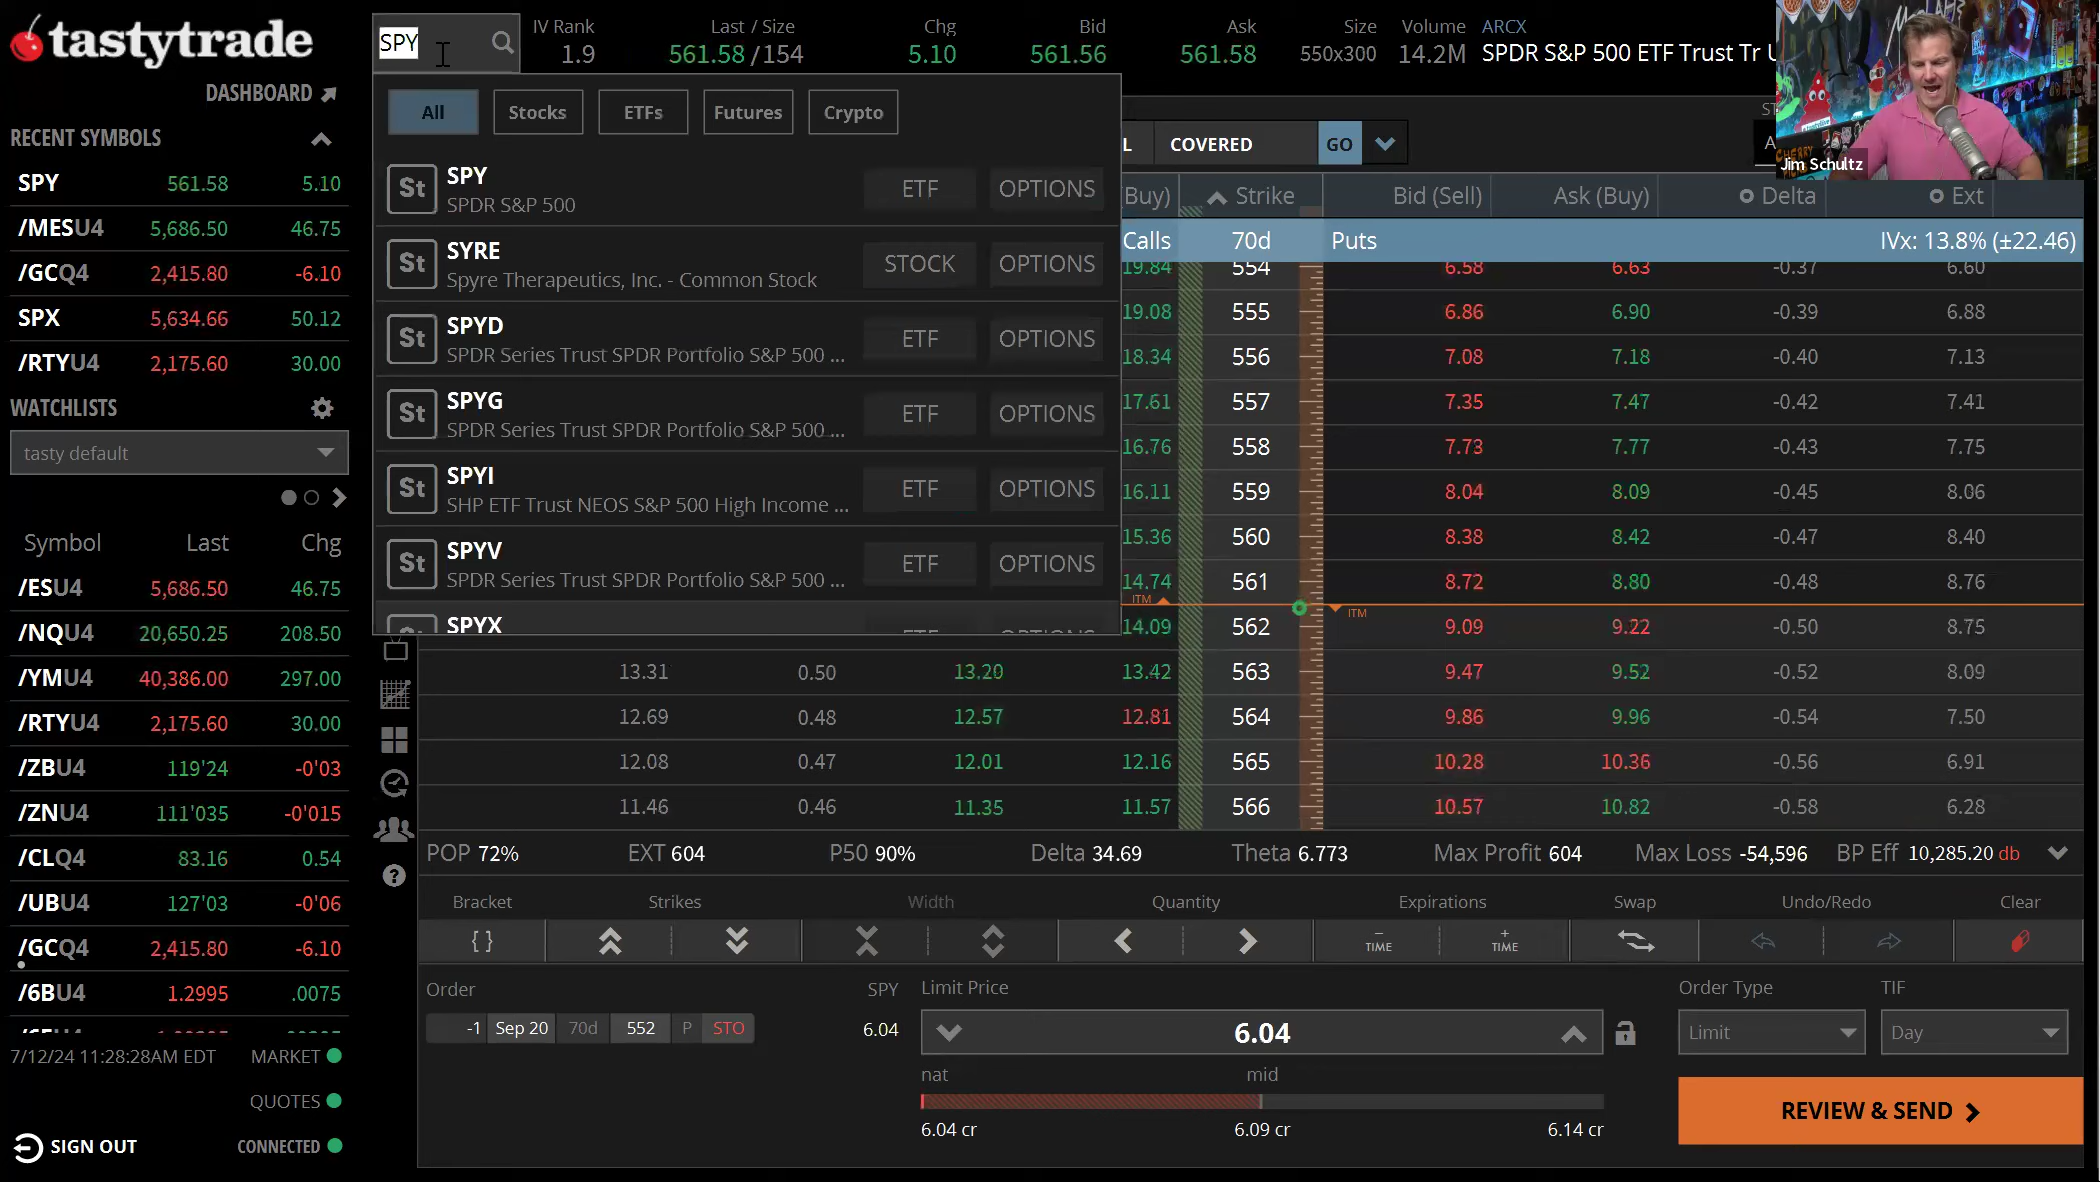 tastytrade
DASHBOARD
SPY
IV Rank
1.9
Last / Size
561.58 / 154
Chg
5.10
Bid
561.56
Ask
561.58
Size
550x300
Volume
14.2M
ARCX
SPDR S&P 500 ETF Trust Tr U
Jim Schultz
RECENT SYMBOLS
SPY 561.58 5.10
/MESU4 5,686.50 46.75
/GCQ4 2,415.80 -6.10
SPX 5,634.66 50.12
/RTYU4 2,175.60 30.00
WATCHLISTS
tasty default
Symbol Last Chg
/ESU4 5,686.50 46.75
/NQU4 20,650.25 208.50
/YMU4 40,386.00 297.00
/RTYU4 2,175.60 30.00
/ZBU4 119'24 -0'03
/ZNU4 111'035 -0'015
/CLQ4 83.16 0.54
/UBU4 127'03 -0'06
/GCQ4 2,415.80 -6.10
/6BU4 1.2995 .0075
7/12/24 11:28:28AM EDT
MARKET
QUOTES
SIGN OUT
CONNECTED
All Stocks ETFs Futures Crypto
St SPY ETF OPTIONS
SPDR S&P 500
St SYRE STOCK OPTIONS
Spyre Therapeutics, Inc. - Common Stock
St SPYD ETF OPTIONS
SPDR Series Trust SPDR Portfolio S&P 500 ...
St SPYG ETF OPTIONS
SPDR Series Trust SPDR Portfolio S&P 500 ...
St SPYI ETF OPTIONS
SHP ETF Trust NEOS S&P 500 High Income ...
St SPYV ETF OPTIONS
SPDR Series Trust SPDR Portfolio S&P 500 ...
SPYX ETF OPTIONS
L COVERED GO
(Buy) Strike Bid (Sell) Ask (Buy) Delta Ext
Calls 70d Puts IVx: 13.8% (±22.46)
19.84 554 6.58 6.63 -0.37 6.60
19.08 555 6.86 6.90 -0.39 6.88
18.34 556 7.08 7.18 -0.40 7.13
17.61 557 7.35 7.47 -0.42 7.41
16.76 558 7.73 7.77 -0.43 7.75
16.11 559 8.04 8.09 -0.45 8.06
15.36 560 8.38 8.42 -0.47 8.40
14.74 561 8.72 8.80 -0.48 8.76
ITM ITM
14.09 562 9.09 9.22 -0.50 8.75
13.31 0.50 13.20 13.42 563 9.47 9.52 -0.52 8.09
12.69 0.48 12.57 12.81 564 9.86 9.96 -0.54 7.50
12.08 0.47 12.01 12.16 565 10.28 10.36 -0.56 6.91
11.46 0.46 11.35 11.57 566 10.57 10.82 -0.58 6.28
POP 72% EXT 604 P50 90% Delta 34.69 Theta 6.773 Max Profit 604 Max Loss -54,596 BP Eff 10,285.20 db
Bracket Strikes Width Quantity Expirations Swap Undo/Redo Clear
{ } - TIME + TIME
Order SPY Limit Price Order Type TIF
-1 Sep 20 70d 552 P STO 6.04 6.04 Limit Day
nat mid
6.04 cr 6.09 cr 6.14 cr
REVIEW & SEND